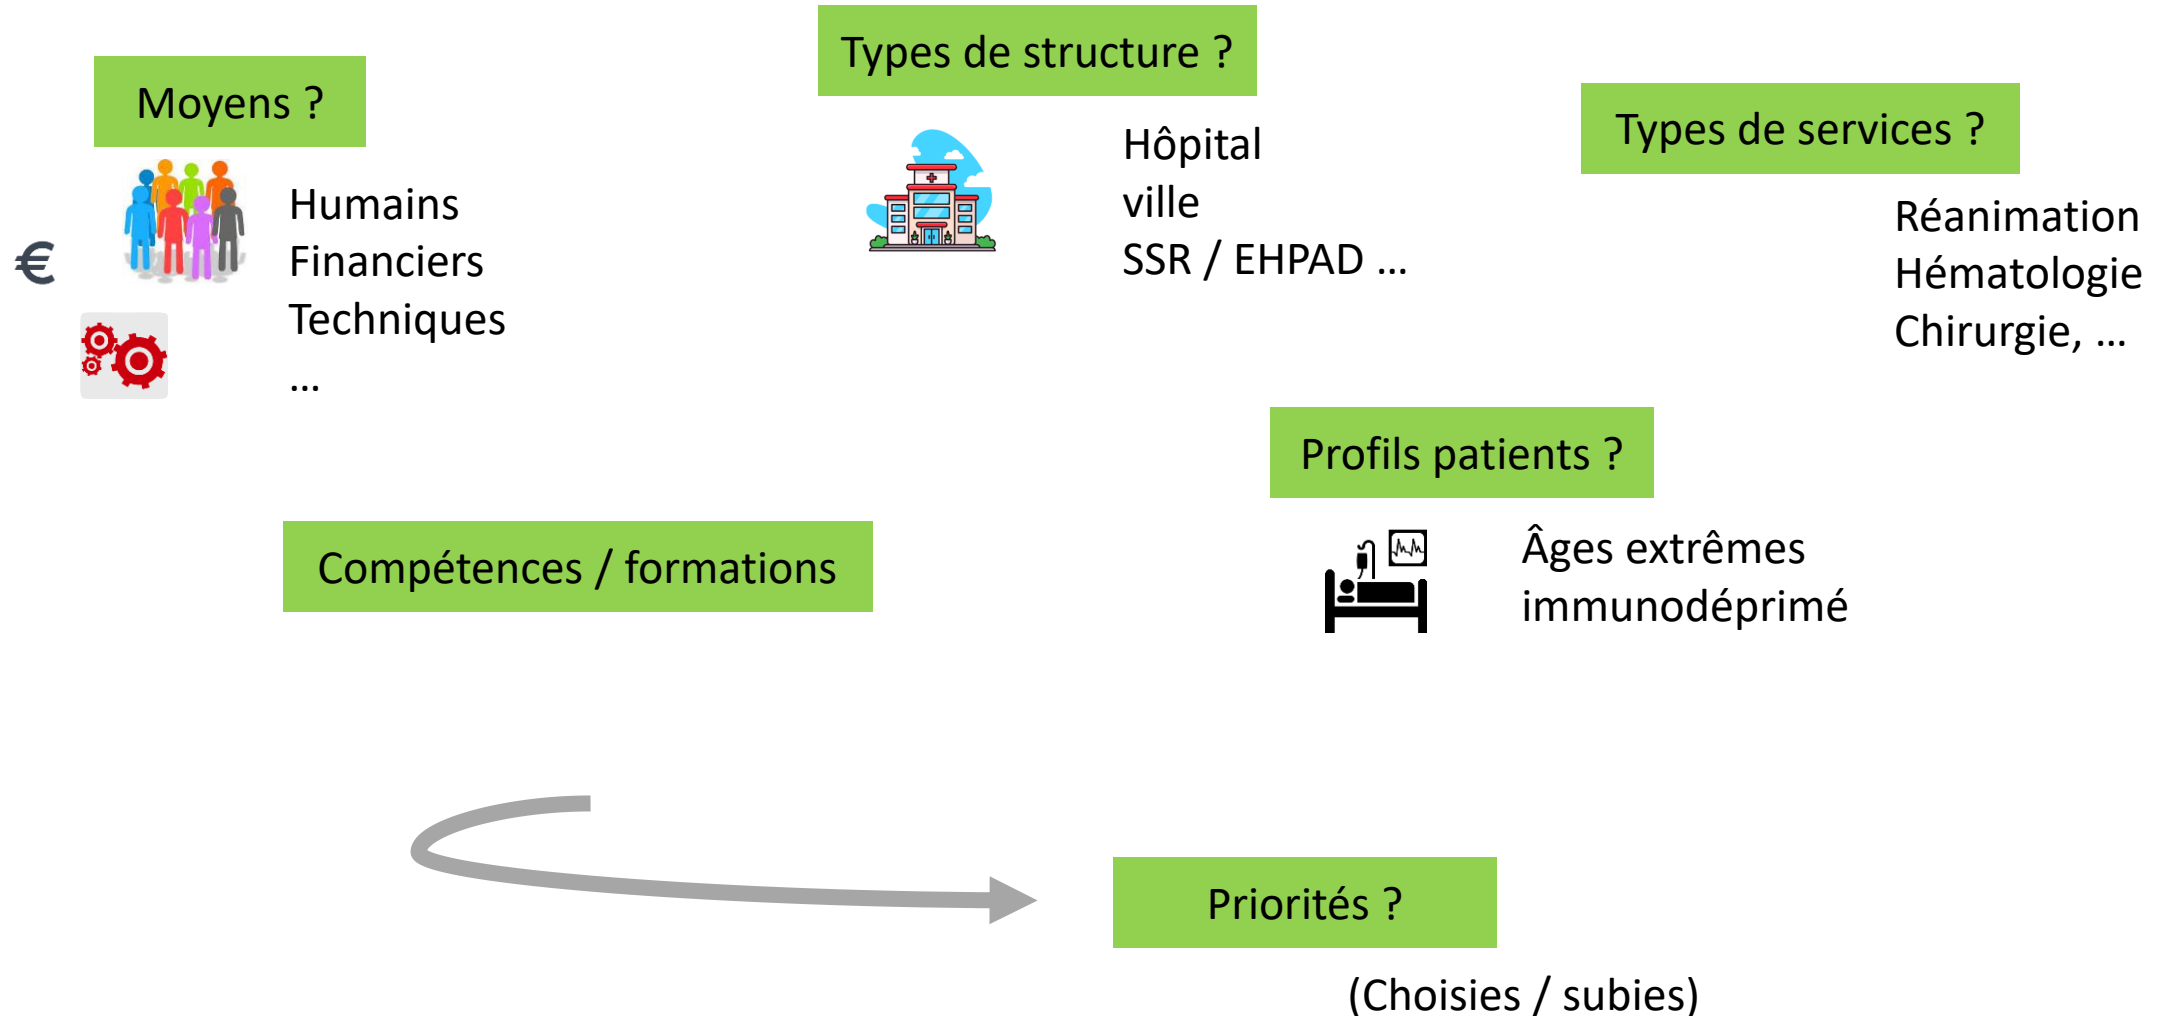 Moyens ?
€
Humains
Financiers
Techniques
...
Types de structure ?
Hôpital
ville
SSR / EHPAD ...
Types de services ?
Réanimation
Hématologie
Chirurgie, ...
Profils patients ?
Âges extrêmes
immunodéprimé
Compétences / formations
Priorités ?
(Choisies / subies)